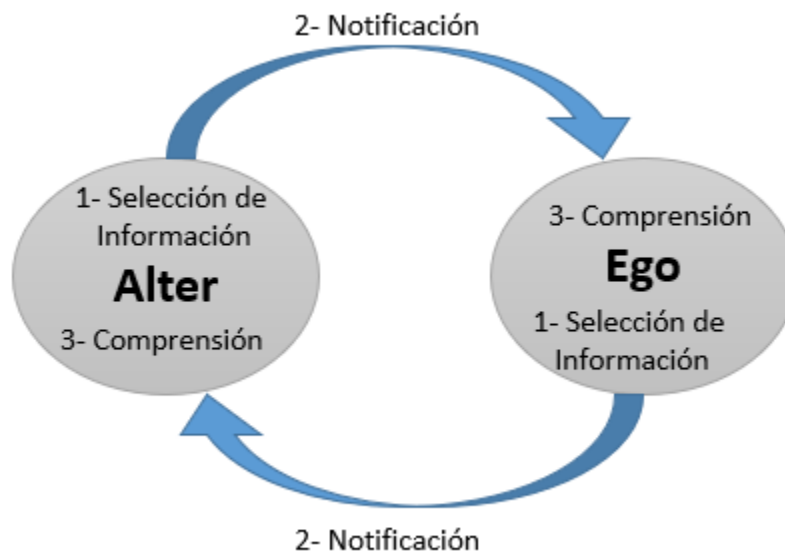 2- Notificación
1- Selección de
Información
Alter
3- Comprensión
3- Comprensión
Ego
1- Selección de
Información
2- Notificación